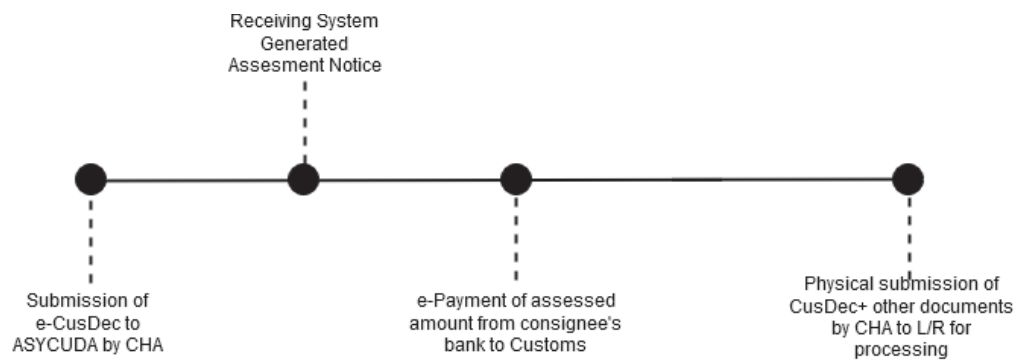 Receiving System
Generated
Assesment Notice
Submission of
e-CusDec to
ASYCUDA by CHA
e-Payment of assessed
amount from consignee's
bank to Customs
Physical submission of
CusDec+ other documents
by CHA to L/R for
processing